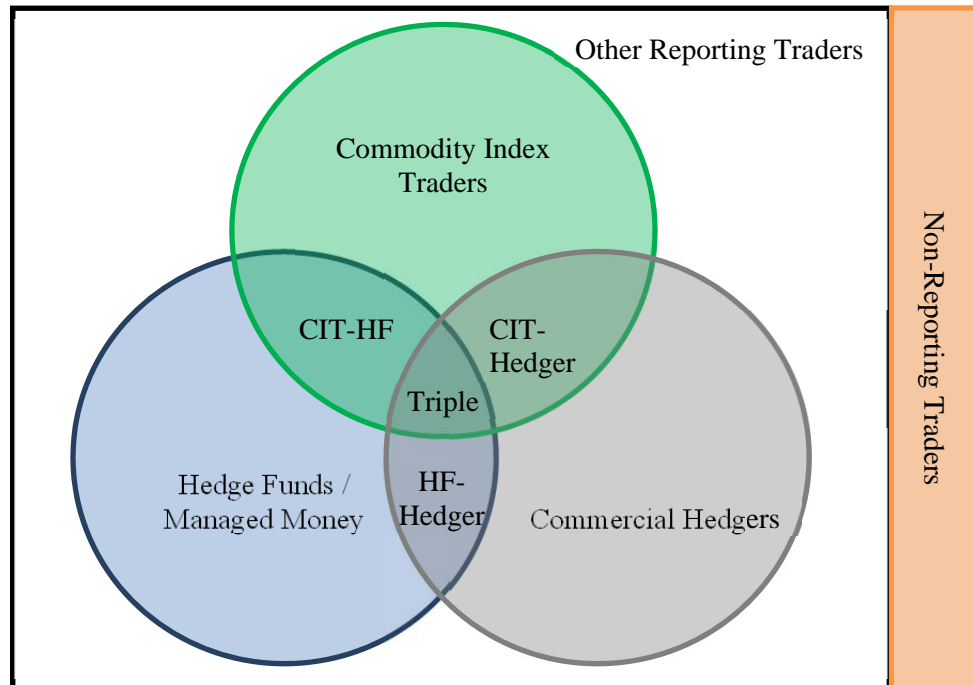 Other Reporting Traders
Commodity Index
Traders
CIT-HF
CIT-
Hedger
Triple
Hedge Funds /
Managed Money
HF-
Hedger
Commercial Hedgers
Non-Reporting Traders